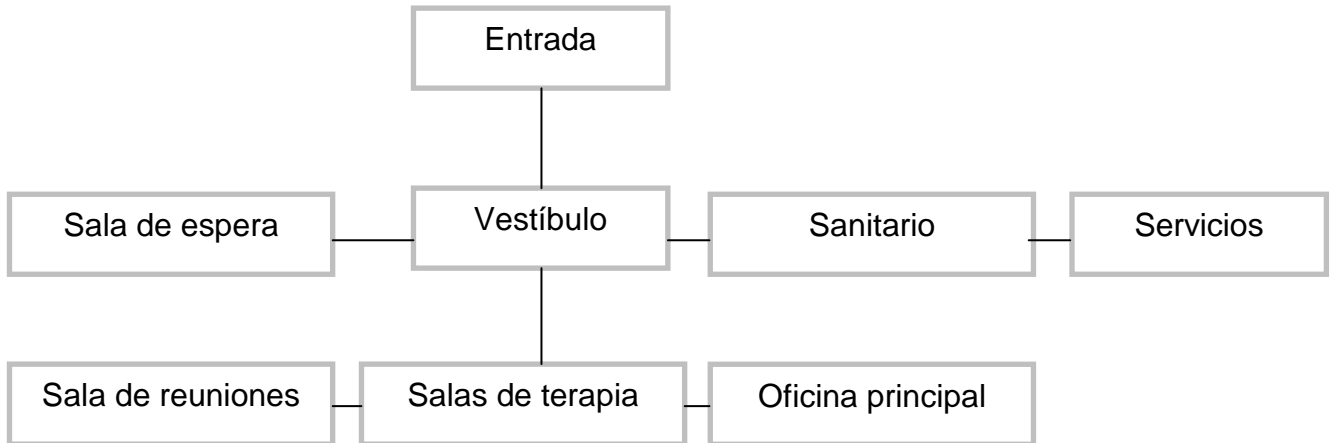 Entrada
Sala de espera
Vestíbulo
Sanitario
Servicios
Sala de reuniones
Salas de terapia
Oficina principal